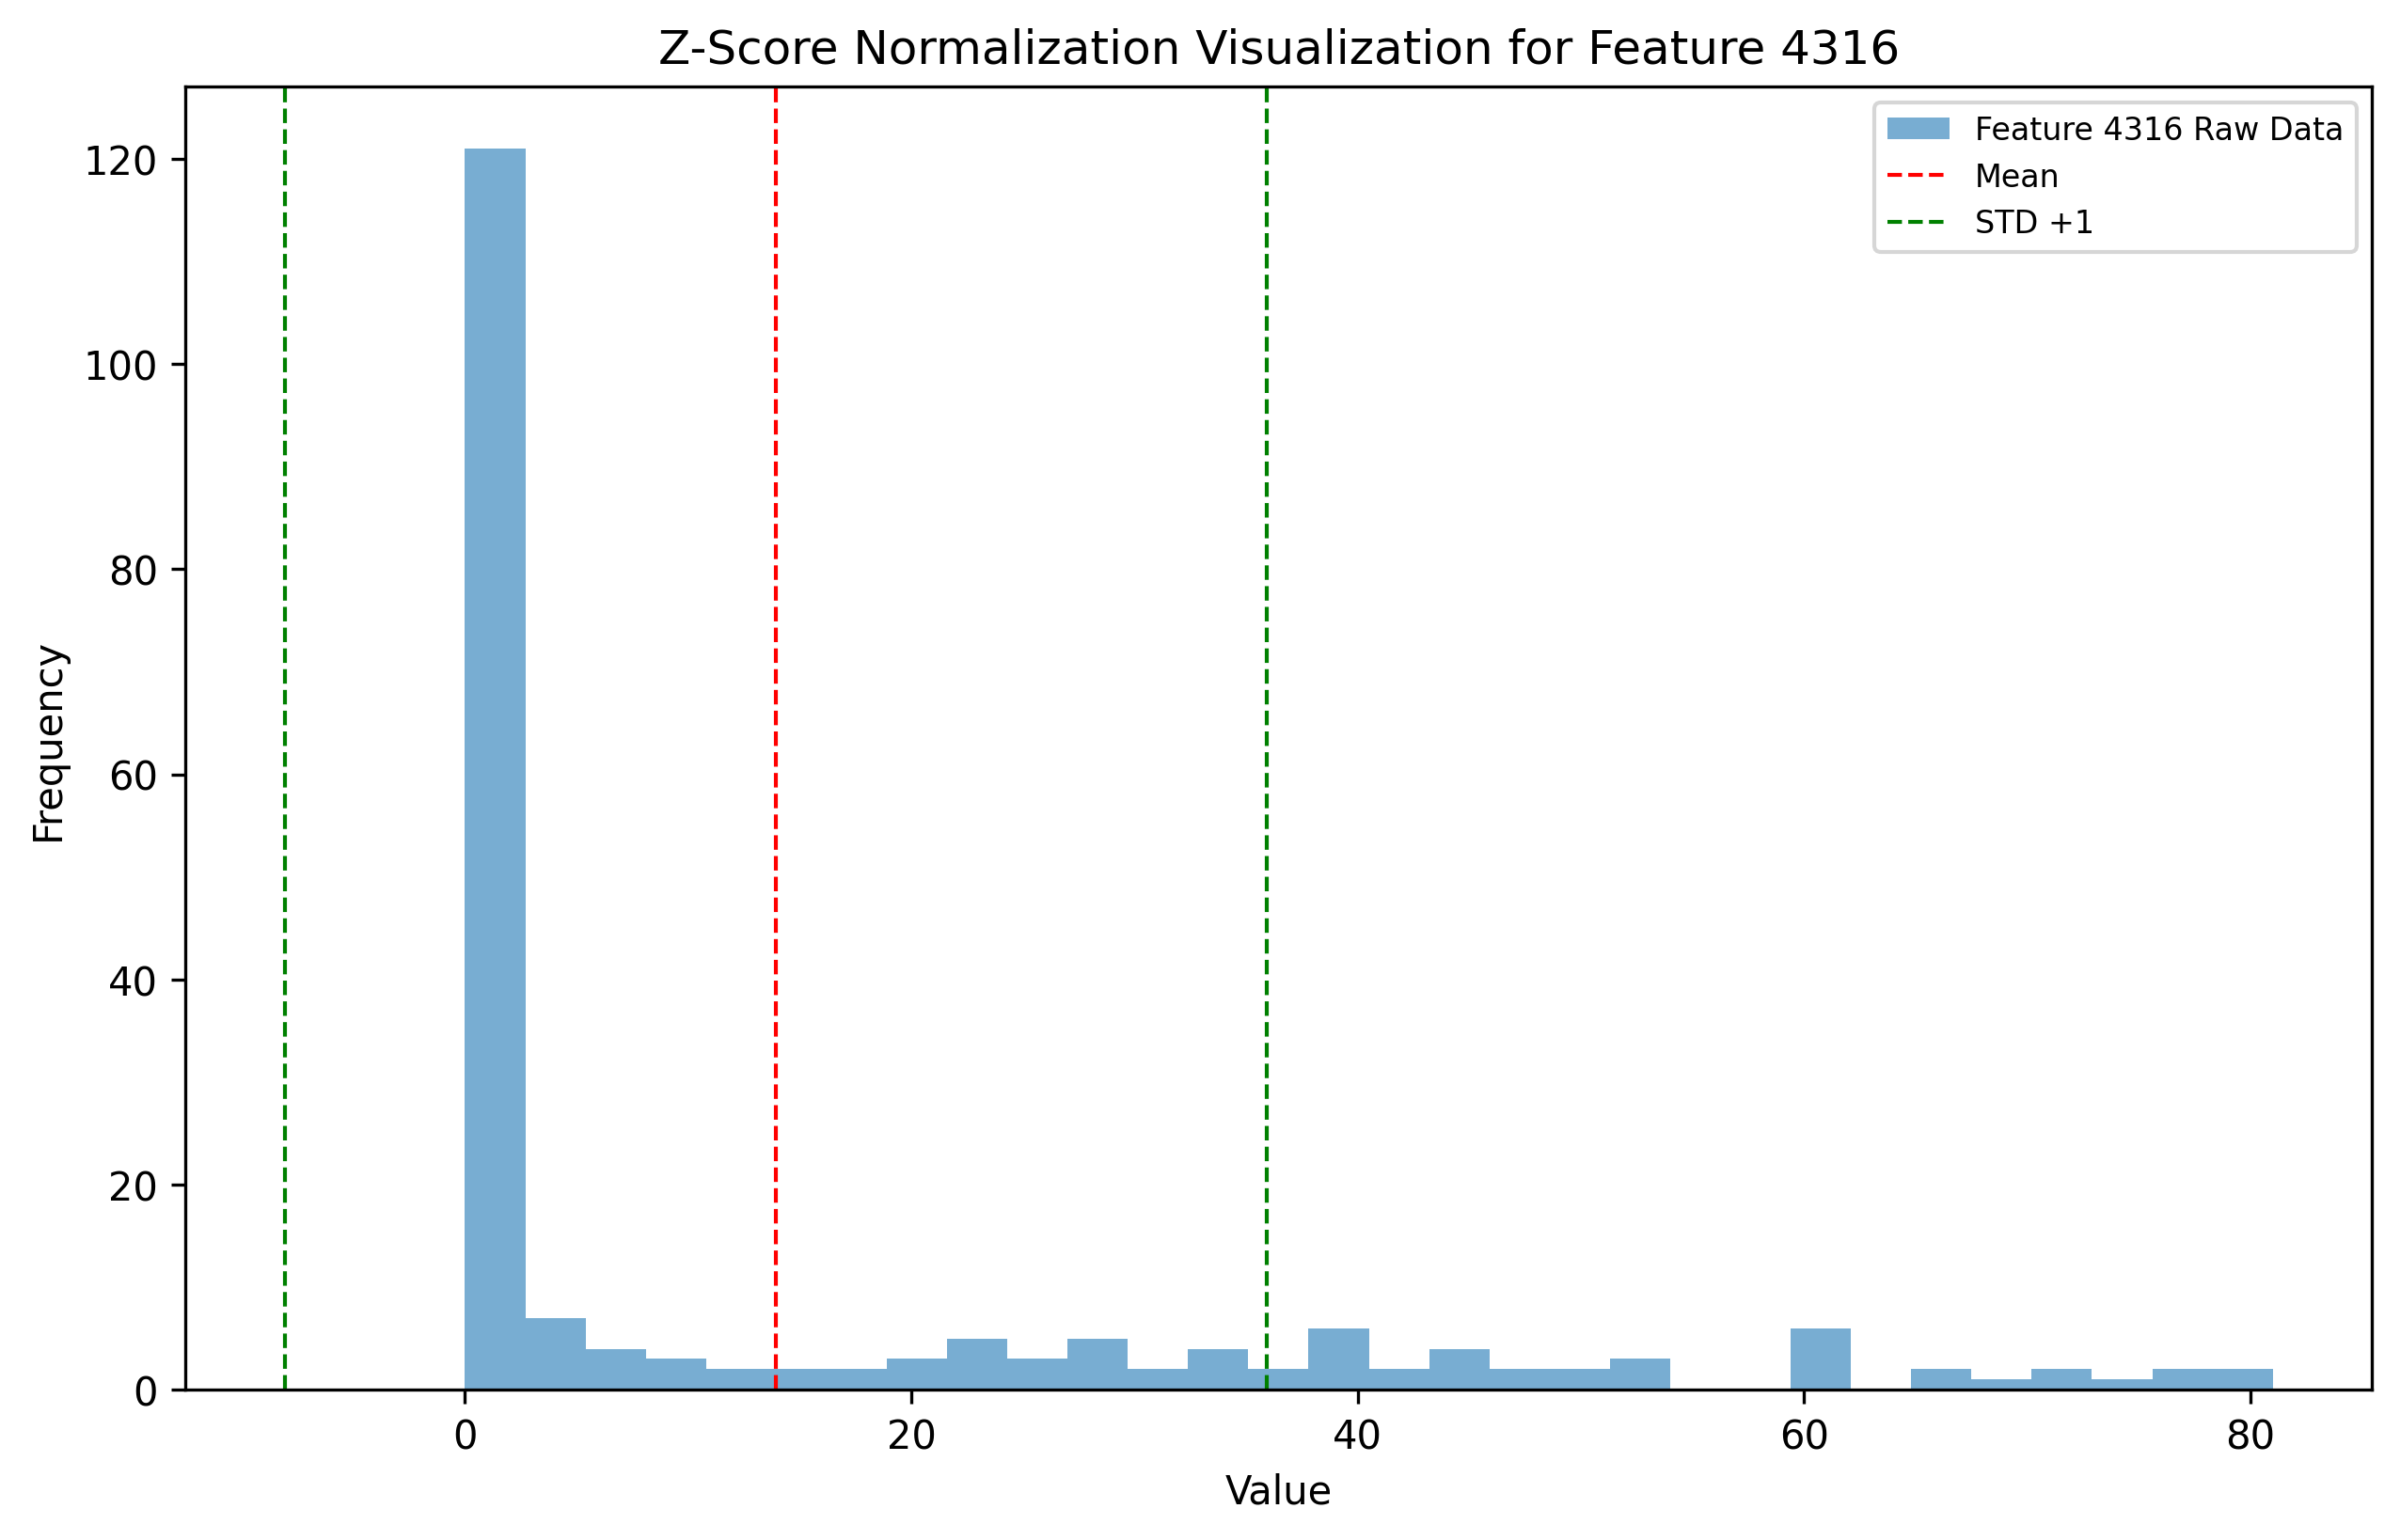 Z-Score Normalization Visualization for Feature 4316
Feature 4316 Raw Data
Mean
STD +1
120
100
80
60
40
20
0
Frequency
0 20 40 60 80
Value